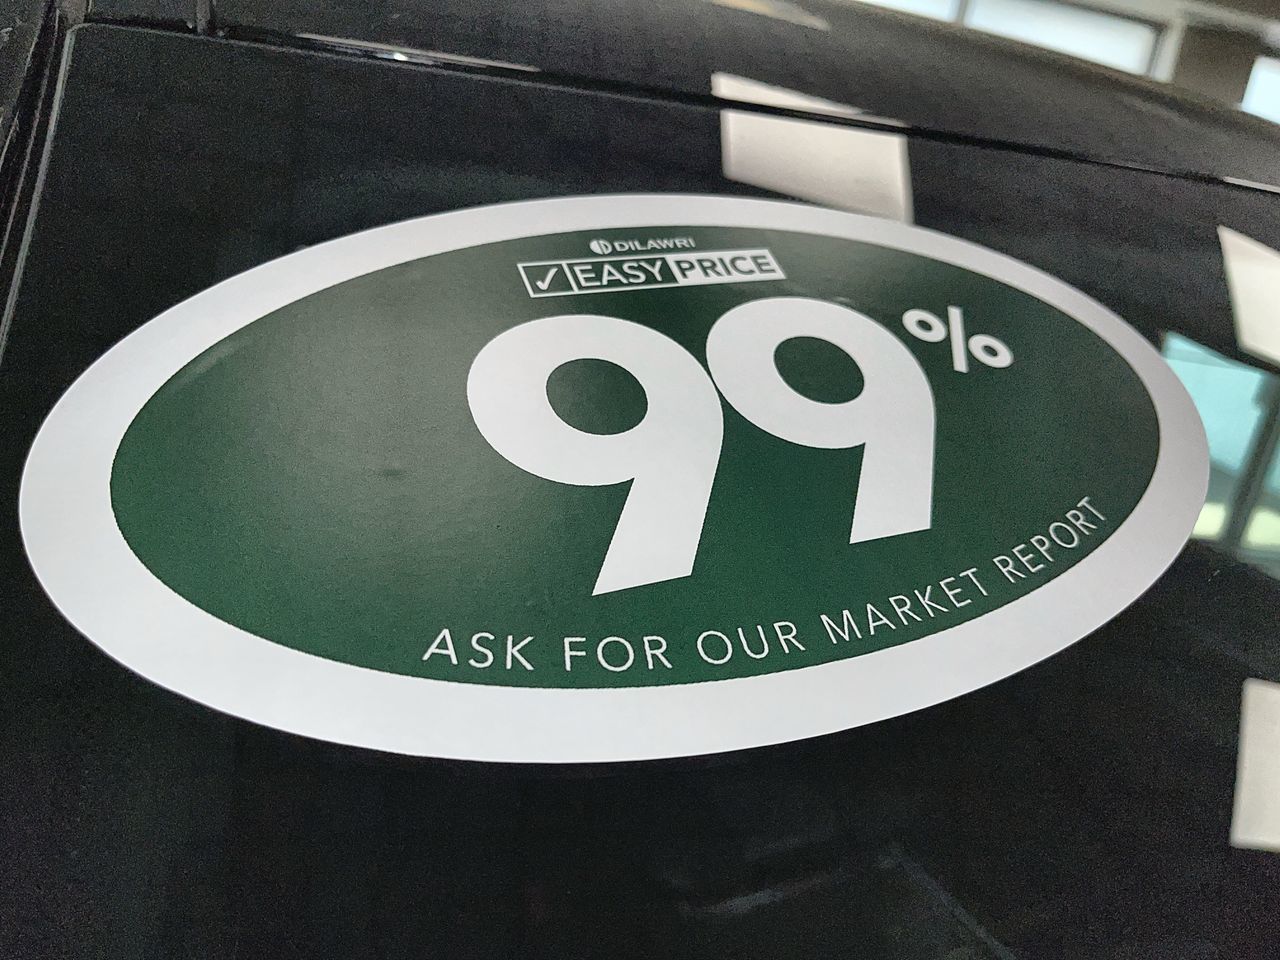 DILAWRI
✓ EASY PRICE
99%
ASK FOR OUR MARKET REPORT